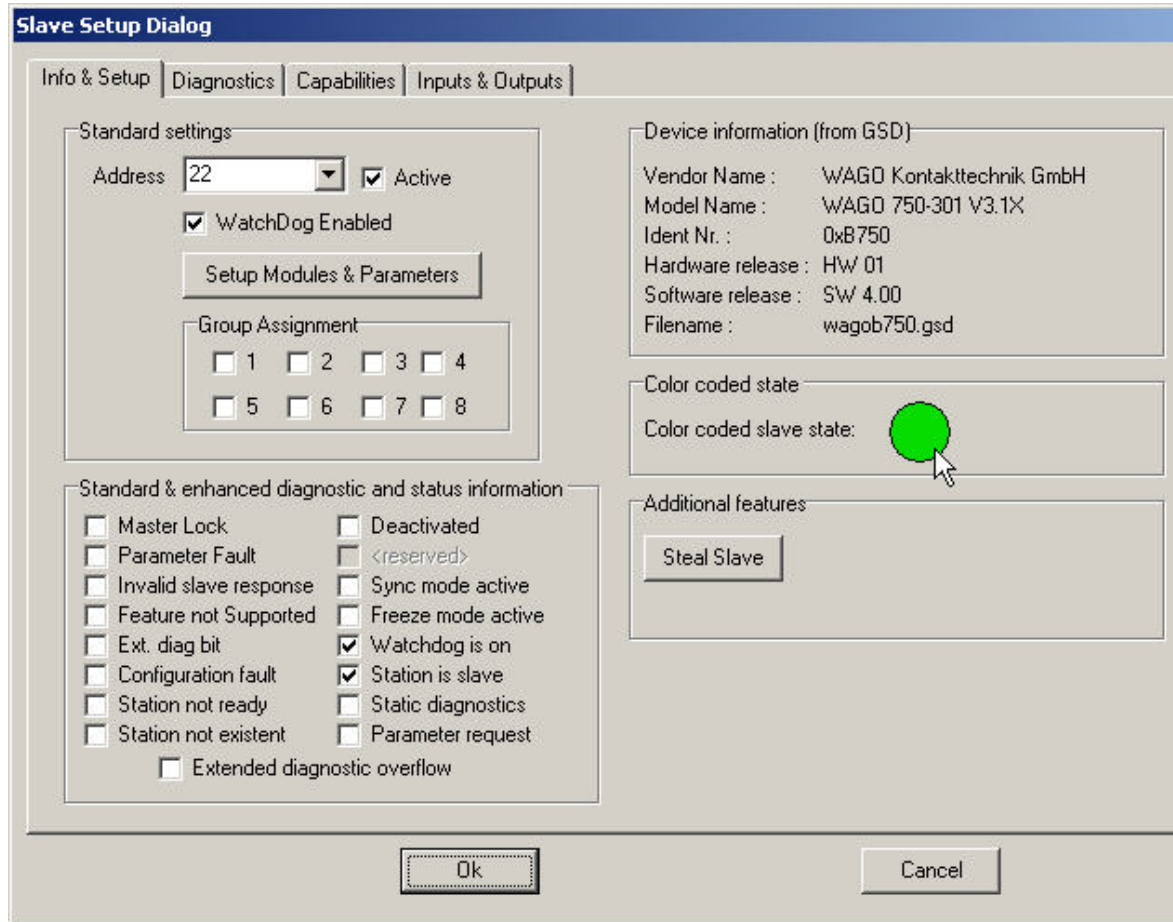 Slave Setup Dialog
Info & Setup Diagnostics Capabilities Inputs & Outputs
Standard settings
Address 22 Active
WatchDog Enabled
Setup Modules & Parameters
Group Assignment
1 2 3 4
5 6 7 8
Standard & enhanced diagnostic and status information
Master Lock Deactivated
Parameter Fault <reserved>
Invalid slave response Sync mode active
Feature not Supported Freeze mode active
Ext. diag bit Watchdog is on
Configuration fault Station is slave
Station not ready Static diagnostics
Station not existent Parameter request
Extended diagnostic overflow
Device information (from GSD)
Vendor Name : WAGO Kontakttechnik GmbH
Model Name : WAGO 750-301 V3.1X
Ident Nr. : 0xB750
Hardware release : HW 01
Software release : SW 4.00
Filename : wagob750.gsd
Color coded state
Color coded slave state:
Additional features
Steal Slave
Ok Cancel